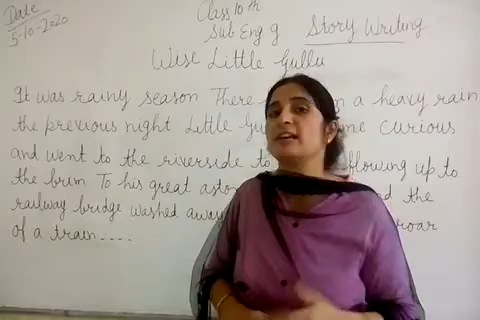 Date
5-10-2020
Class 10th
Sub Eng g Story Writing
Wise Little Gullu
It was rainy season There a heavy rain
the previous night Little Gu curious
and went to the riverside to flowing up to
the brim To his great aston the
railway bridge washed away roar
of a train....